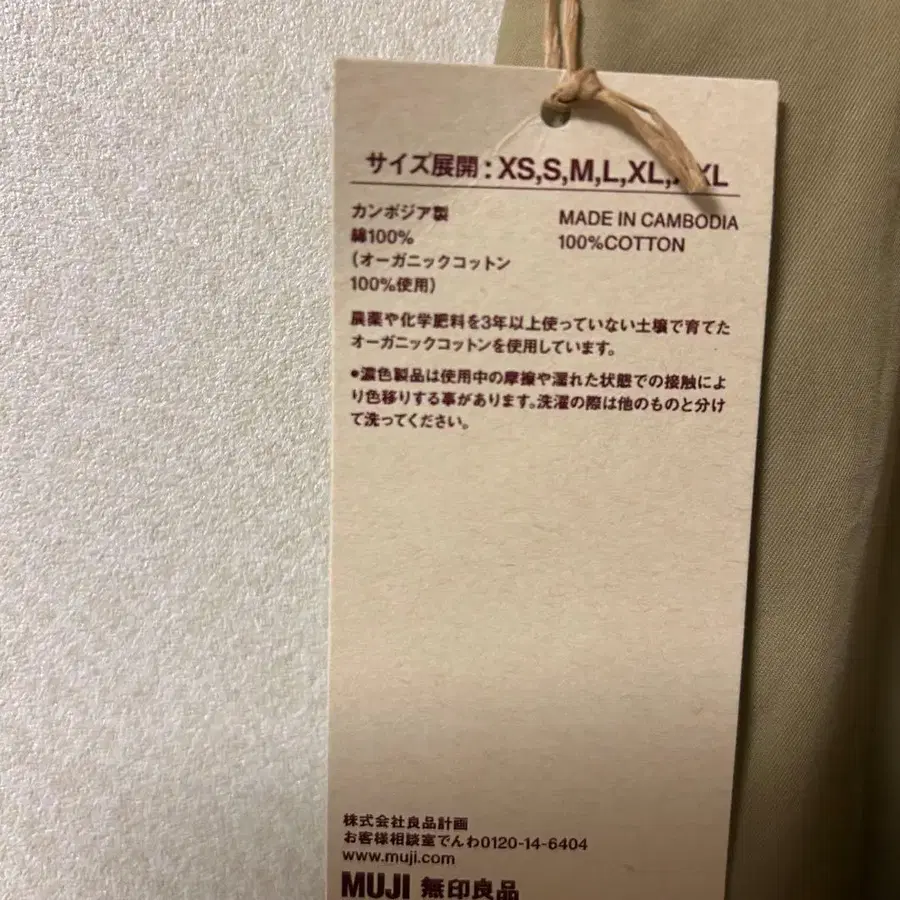 サイズ展開：XS,S,M,L,XL,
カンボジア製
綿100%
(オーガニックコットン
100%使用)
MADE IN CAMBODIA
100%COTTON
農薬や化学肥料を3年以上使っていない土壌で育てた
オーガニックコットンを使用しています。
●濃色製品は使用中の摩擦や濡れた状態での接触によ
り色移りする事があります。洗濯の際は他のものと分け
て洗ってください。
株式会社良品計画
お客様相談室でんわ0120-14-6404
www.muji.com
MUJI 無印良品